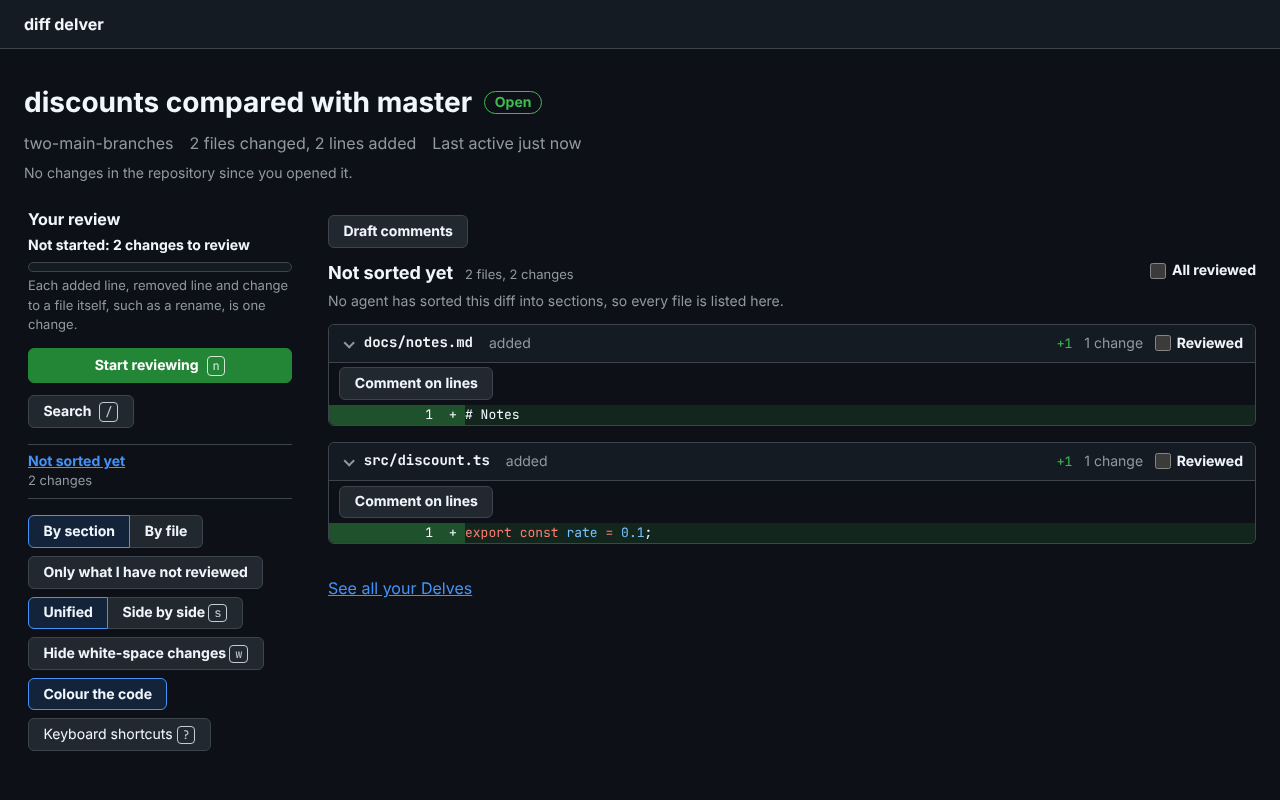 diff delver
discounts compared with master Open
two-main-branches 2 files changed, 2 lines added Last active just now
No changes in the repository since you opened it.
Your review
Not started: 2 changes to review
Each added line, removed line and change
to a file itself, such as a rename, is one
change.
Start reviewing n
Search /
Not sorted yet
2 changes
By section By file
Only what I have not reviewed
Unified Side by side s
Hide white-space changes w
Colour the code
Keyboard shortcuts ?
Draft comments
Not sorted yet 2 files, 2 changes All reviewed
No agent has sorted this diff into sections, so every file is listed here.
docs/notes.md added +1 1 change Reviewed
Comment on lines
1 + # Notes
src/discount.ts added +1 1 change Reviewed
Comment on lines
1 + export const rate = 0.1;
See all your Delves